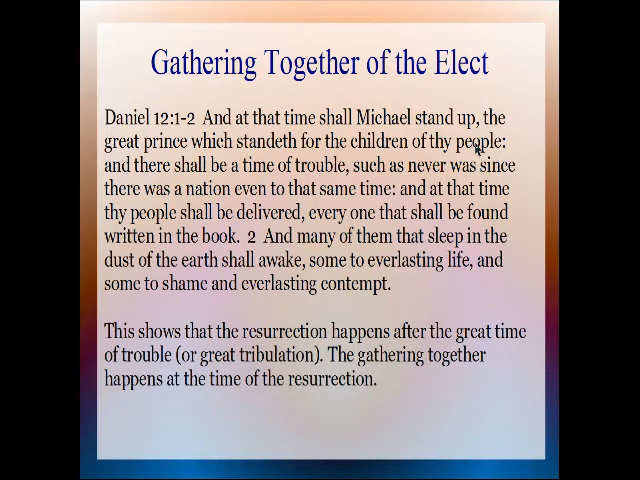 Gathering Together of the Elect
Daniel 12:1-2  And at that time shall Michael stand up, the
great prince which standeth for the children of thy people:
and there shall be a time of trouble, such as never was since
there was a nation even to that same time: and at that time
thy people shall be delivered, every one that shall be found
written in the book.  2  And many of them that sleep in the
dust of the earth shall awake, some to everlasting life, and
some to shame and everlasting contempt.
This shows that the resurrection happens after the great time
of trouble (or great tribulation). The gathering together
happens at the time of the resurrection.